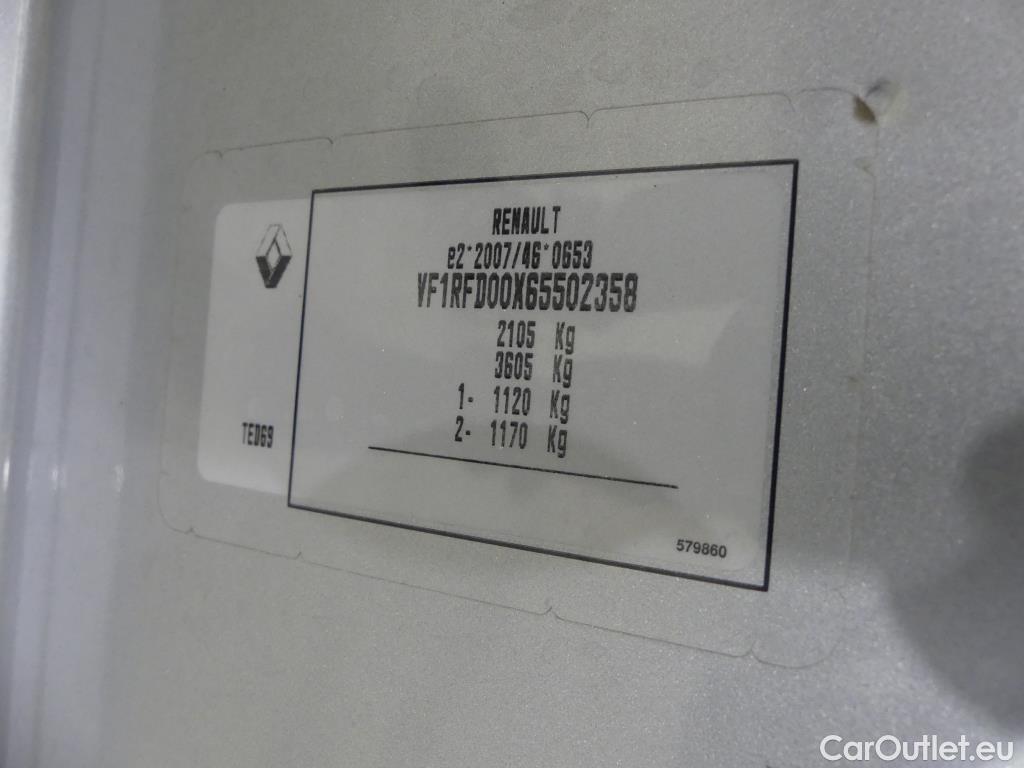 RENAULT
e2*2007/46*0653
VF1RFD00X65502358
2105 Kg
3605 Kg
1- 1120 Kg
2- 1170 Kg
TED69
579860
CarOutlet.eu